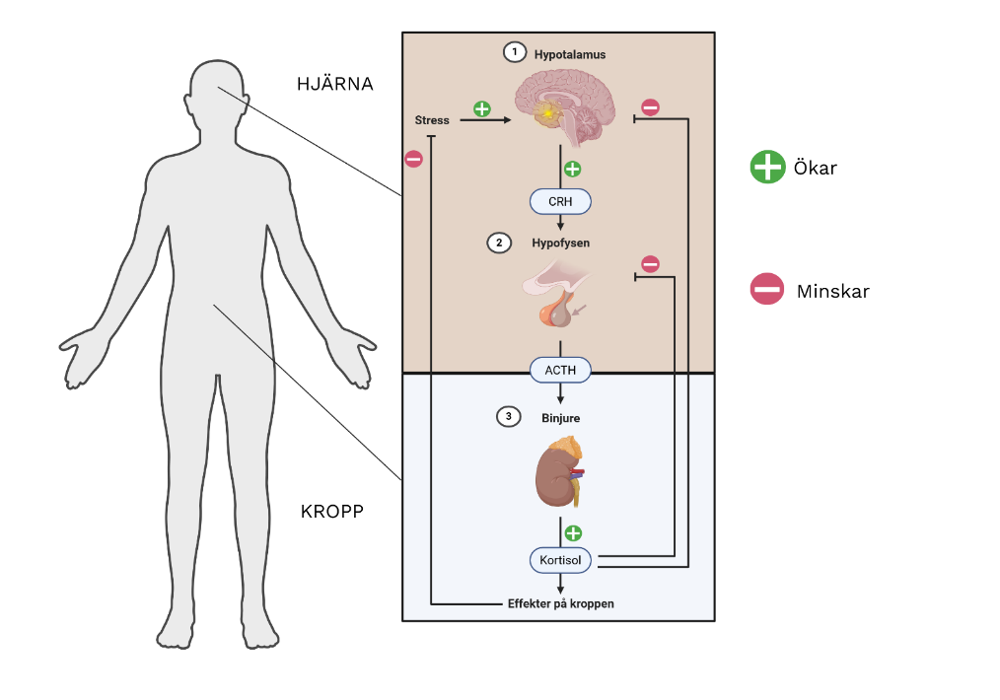 HJÄRNA
1
Hypotalamus
Stress
CRH
2
Hypofysen
ACTH
3
Binjure
KROPP
Kortisol
Effekter på kroppen
Ökar
Minskar